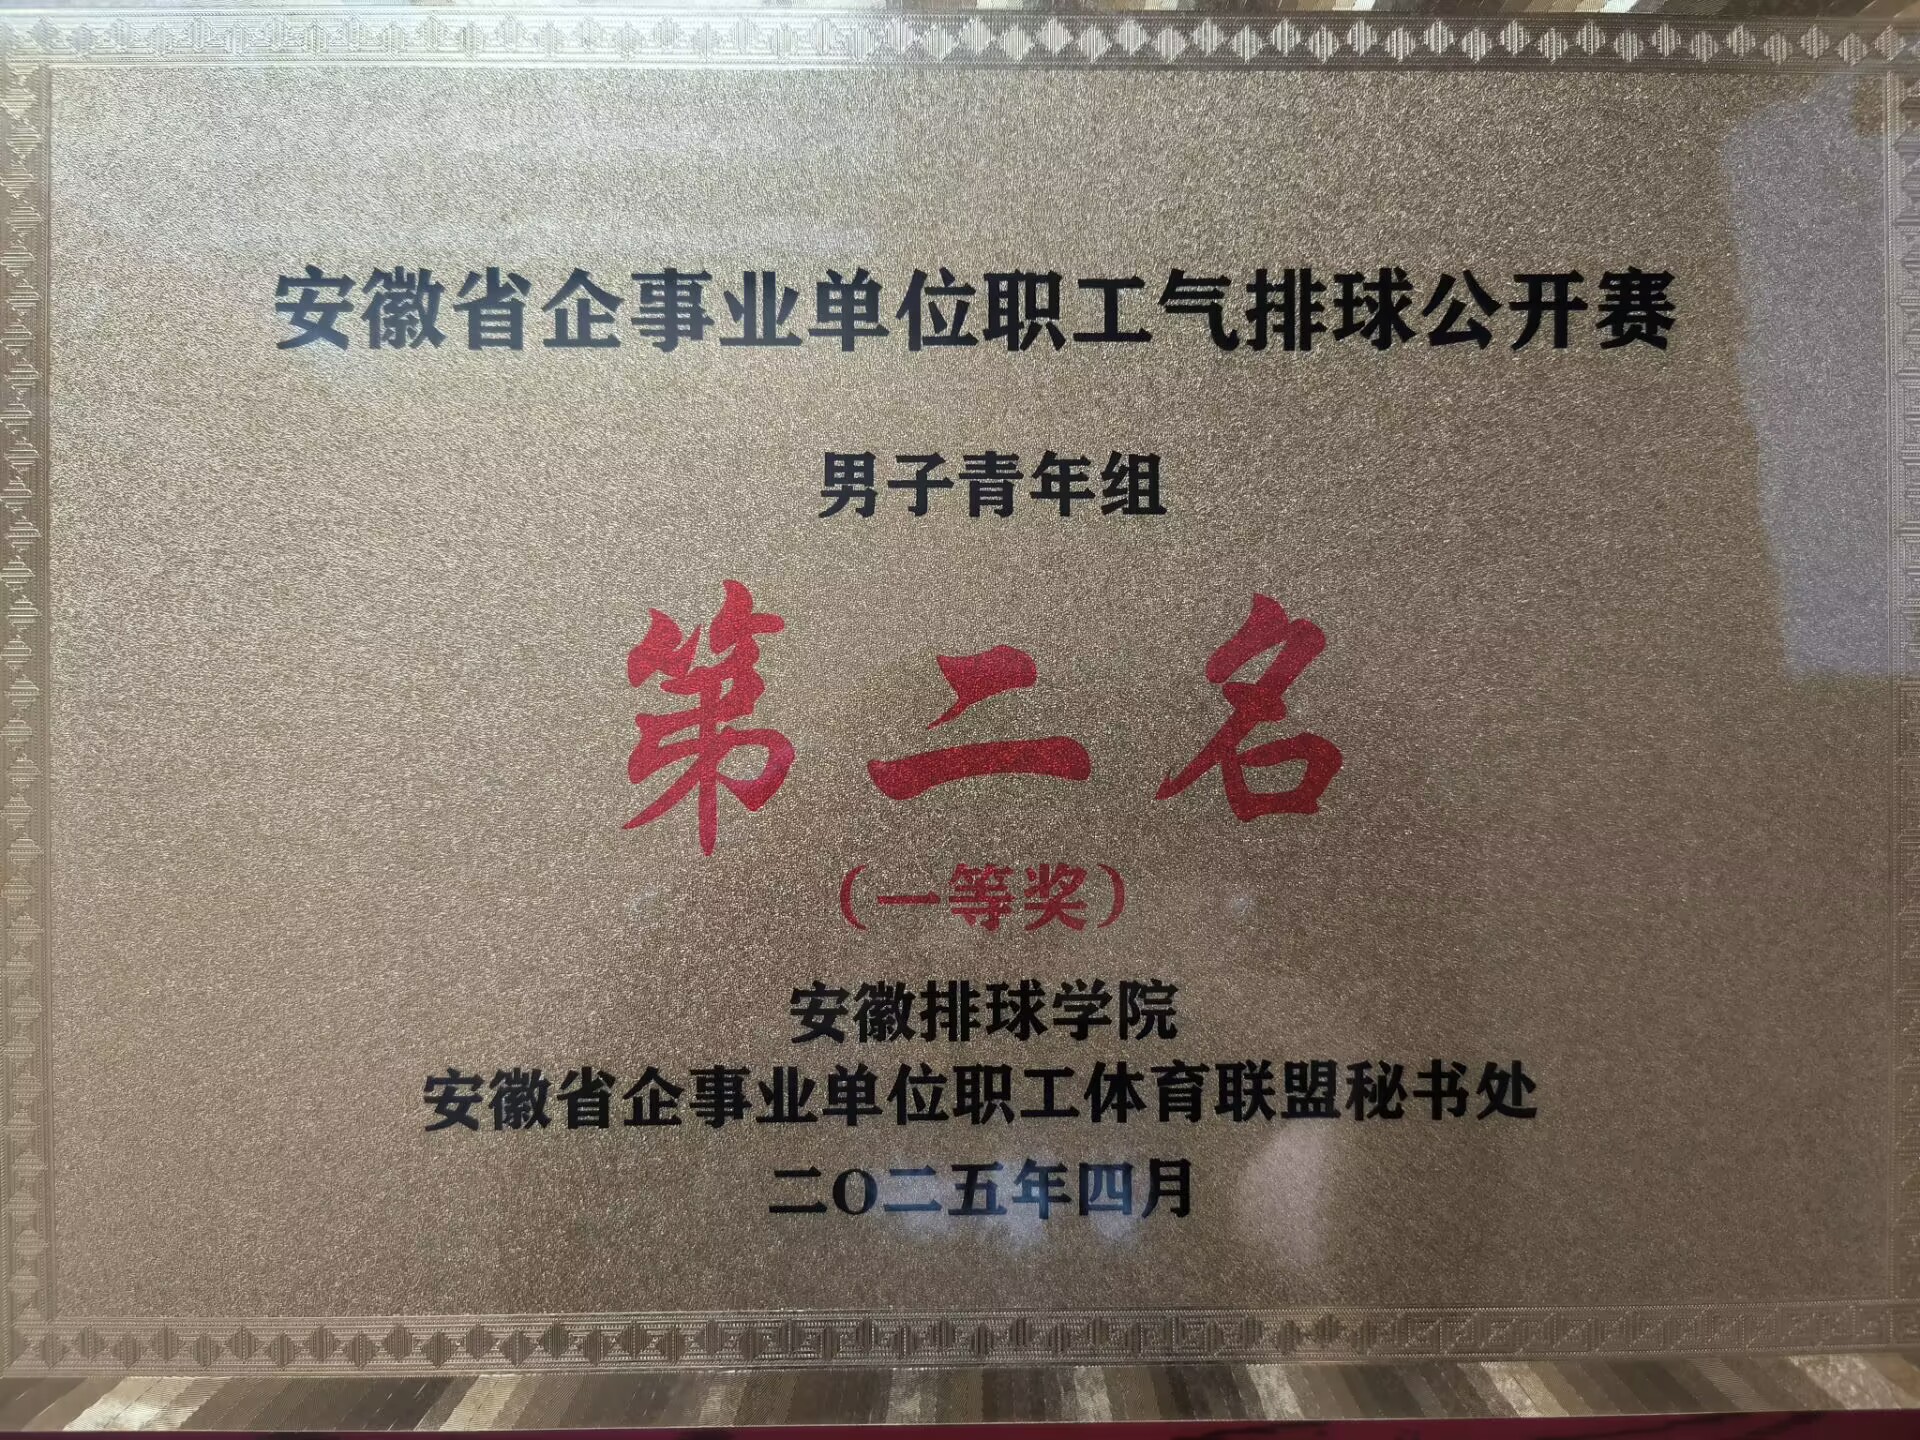 安徽省企事业单位职工气排球公开赛
男子青年组
第二名
（一等奖）
安徽排球学院
安徽省企事业单位职工体育联盟秘书处
二O二五年四月